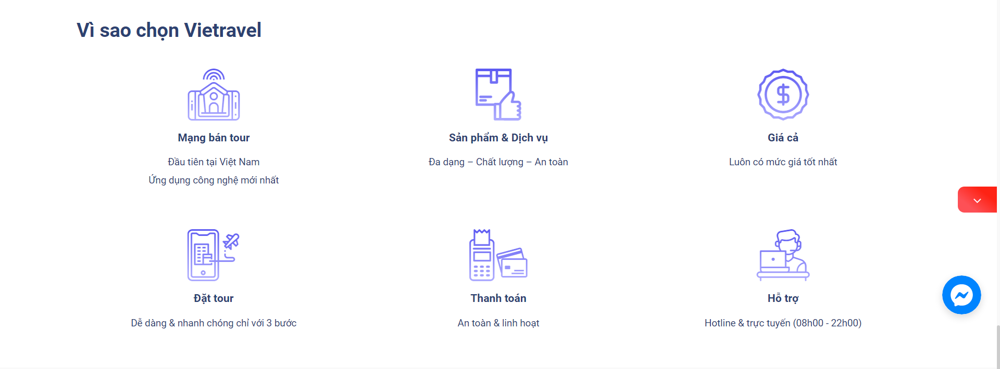 Vì sao chọn Vietravel
Mạng bán tour
Đầu tiên tại Việt Nam
Ứng dụng công nghệ mới nhất
Sản phẩm & Dịch vụ
Đa dạng – Chất lượng – An toàn
Giá cả
Luôn có mức giá tốt nhất
Đặt tour
Dễ dàng & nhanh chóng chỉ với 3 bước
Thanh toán
An toàn & linh hoạt
Hỗ trợ
Hotline & trực tuyến (08h00 - 22h00)